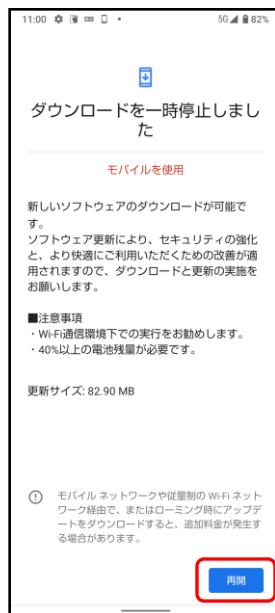 11:00 5G 82%
ダウンロードを一時停止しまし
た
モバイルを使用
新しいソフトウェアのダウンロードが可能で
す。
ソフトウェア更新により、セキュリティの強化
と、より快適にご利用いただくための改善が適
用されますので、ダウンロードと更新の実施を
お願いします。
■注意事項
・Wi-Fi通信環境下での実行をお勧めします。
・40%以上の電池残量が必要です。
更新サイズ: 82.90 MB
モバイル ネットワークや従量制の Wi-Fi ネット
ワーク経由で、またはローミング時にアップデ
ートをダウンロードすると、追加料金が発生す
る場合があります。
再開